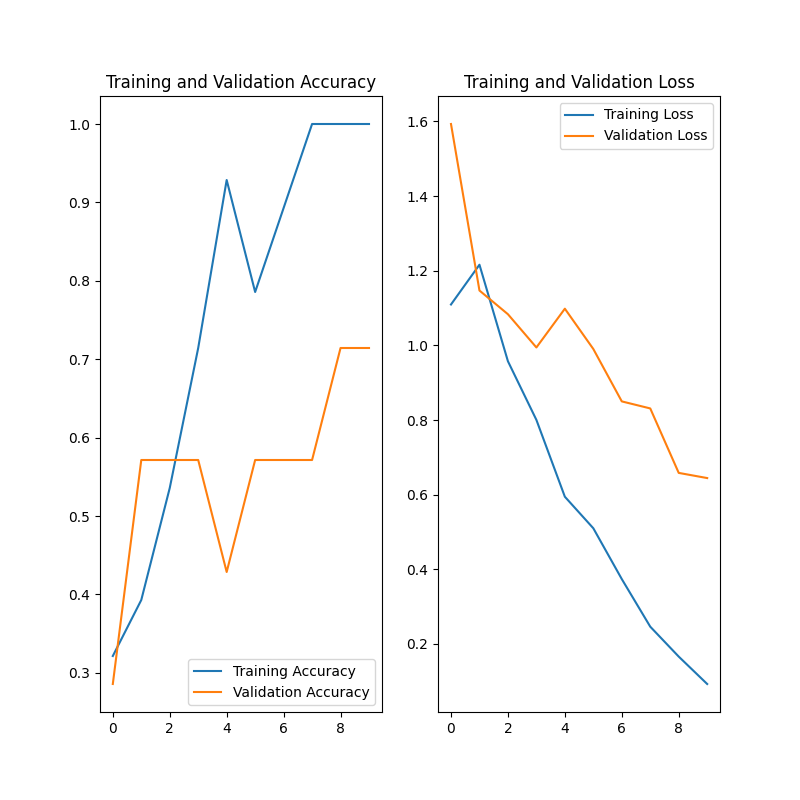 Training and Validation Accuracy
1.0
0.9
0.8
0.7
0.6
0.5
0.4
0.3
Training Accuracy
Validation Accuracy
0 2 4 6 8
Training and Validation Loss
Training Loss
Validation Loss
1.6
1.4
1.2
1.0
0.8
0.6
0.4
0.2
0 2 4 6 8